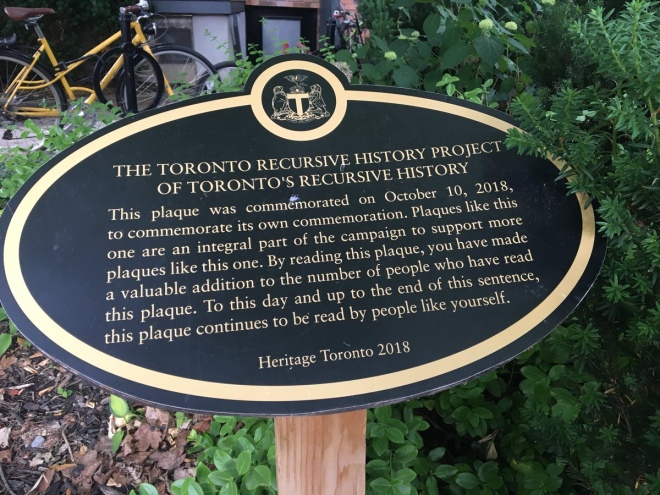 THE TORONTO RECURSIVE HISTORY PROJECT
OF TORONTO'S RECURSIVE HISTORY
This plaque was commemorated on October 10, 2018,
to commemorate its own commemoration. Plaques like this
one are an integral part of the campaign to support more
plaques like this one. By reading this plaque, you have made
a valuable addition to the number of people who have read
this plaque. To this day and up to the end of this sentence,
this plaque continues to be read by people like yourself.
Heritage Toronto 2018